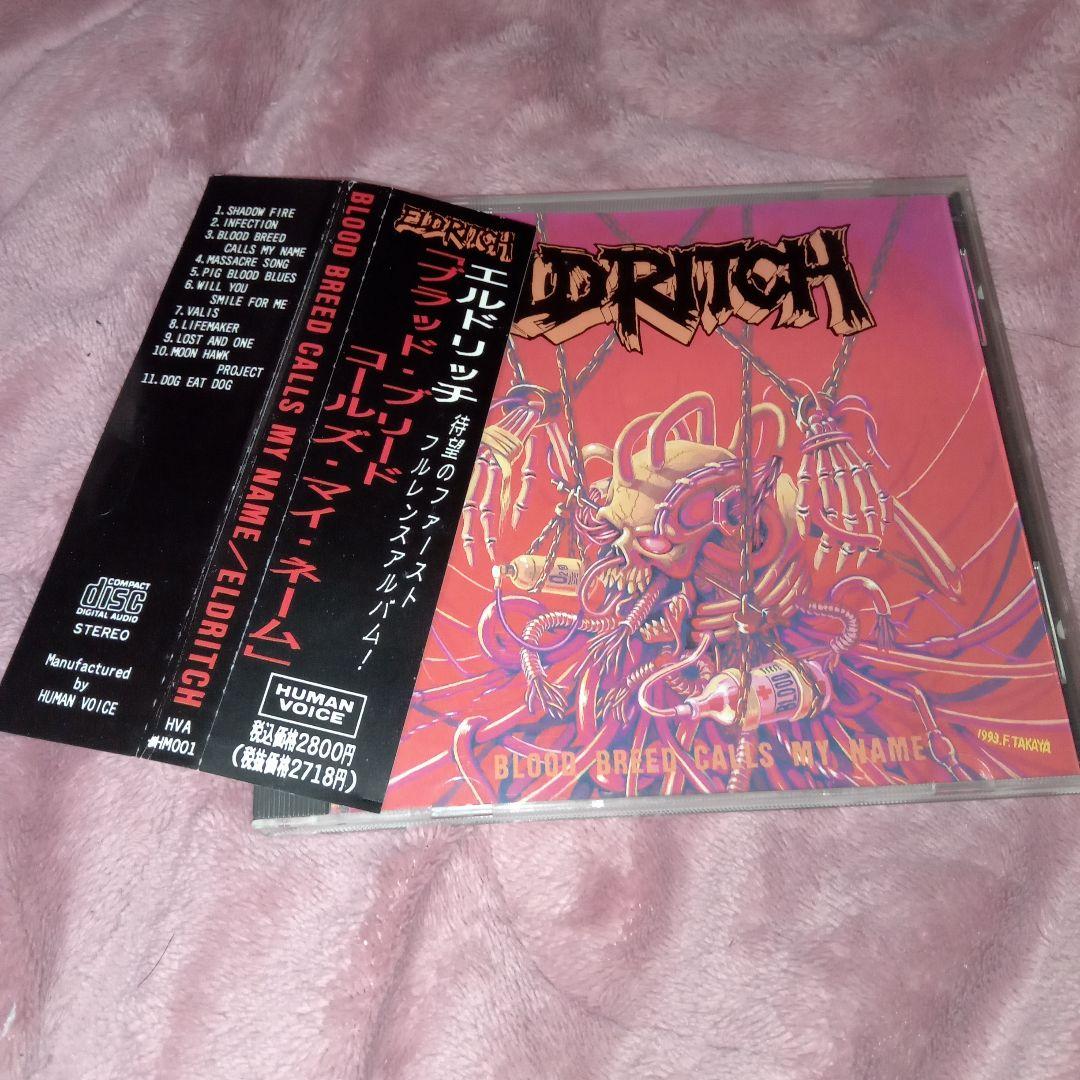 1. SHADOW FIRE
2. INFECTION
3. BLOOD BREED
CALLS MY NAME
4. MASSACRE SONG
5. PIG BLOOD BLUES
6. WILL YOU
SMILE FOR ME
7. VALIS
8. LIFEMAKER
9. LOST AND ONE
10. MOON HAWK
PROJECT
11. DOG EAT DOG
COMPACT
disc
DIGITAL AUDIO
STEREO
Manufactured
by
HUMAN VOICE
BLOOD BREED CALLS MY NAME/ELDRITCH
HVA
HM001
ELDRITCH
エルドリッチ
待望のファースト
フルレンスアルバム!
「ブラッド・ブリード
コールズ・マイ・ネーム」
HUMAN
VOICE
税込価格2800円
(税抜価格2718円)
ELDRITCH
O2
BLOOD
BLOOD BREED CALLS MY NAME
1993.F.TAKAYA